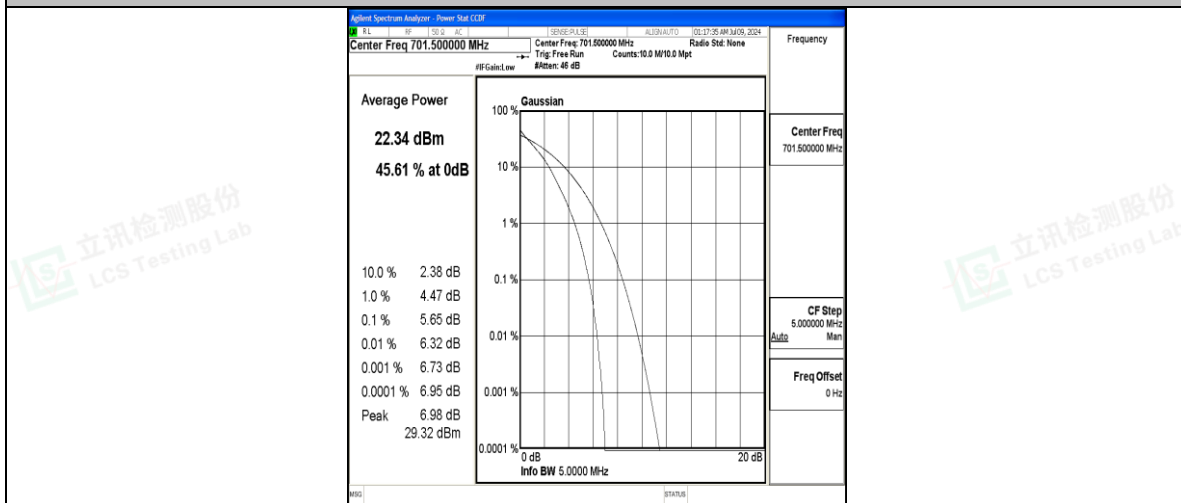 Agilent Spectrum Analyzer - Power Stat CCDF
RL RF 50 Ω AC SENSE:PULSE ALIGNAUTO 01:17:35 AM Jul 09, 2024
Center Freq 701.500000 MHz
Center Freq: 701.500000 MHz Radio Std: None
Trig: Free Run Counts:10.0 M/10.0 Mpt
#IFGain:Low #Atten: 46 dB
Frequency
Average Power
22.34 dBm
45.61 % at 0dB
10.0 % 2.38 dB
1.0 % 4.47 dB
0.1 % 5.65 dB
0.01 % 6.32 dB
0.001 % 6.73 dB
0.0001 % 6.95 dB
Peak 6.98 dB
29.32 dBm
Gaussian
100 %
10 %
1 %
0.1 %
0.01 %
0.001 %
0.0001 %
0 dB 20 dB
Info BW 5.0000 MHz
Center Freq
701.500000 MHz
CF Step
5.000000 MHz
Auto Man
Freq Offset
0 Hz
MSG STATUS
立讯检测股份
LCS Testing Lab
立讯检测股份
LCS Testing Lab